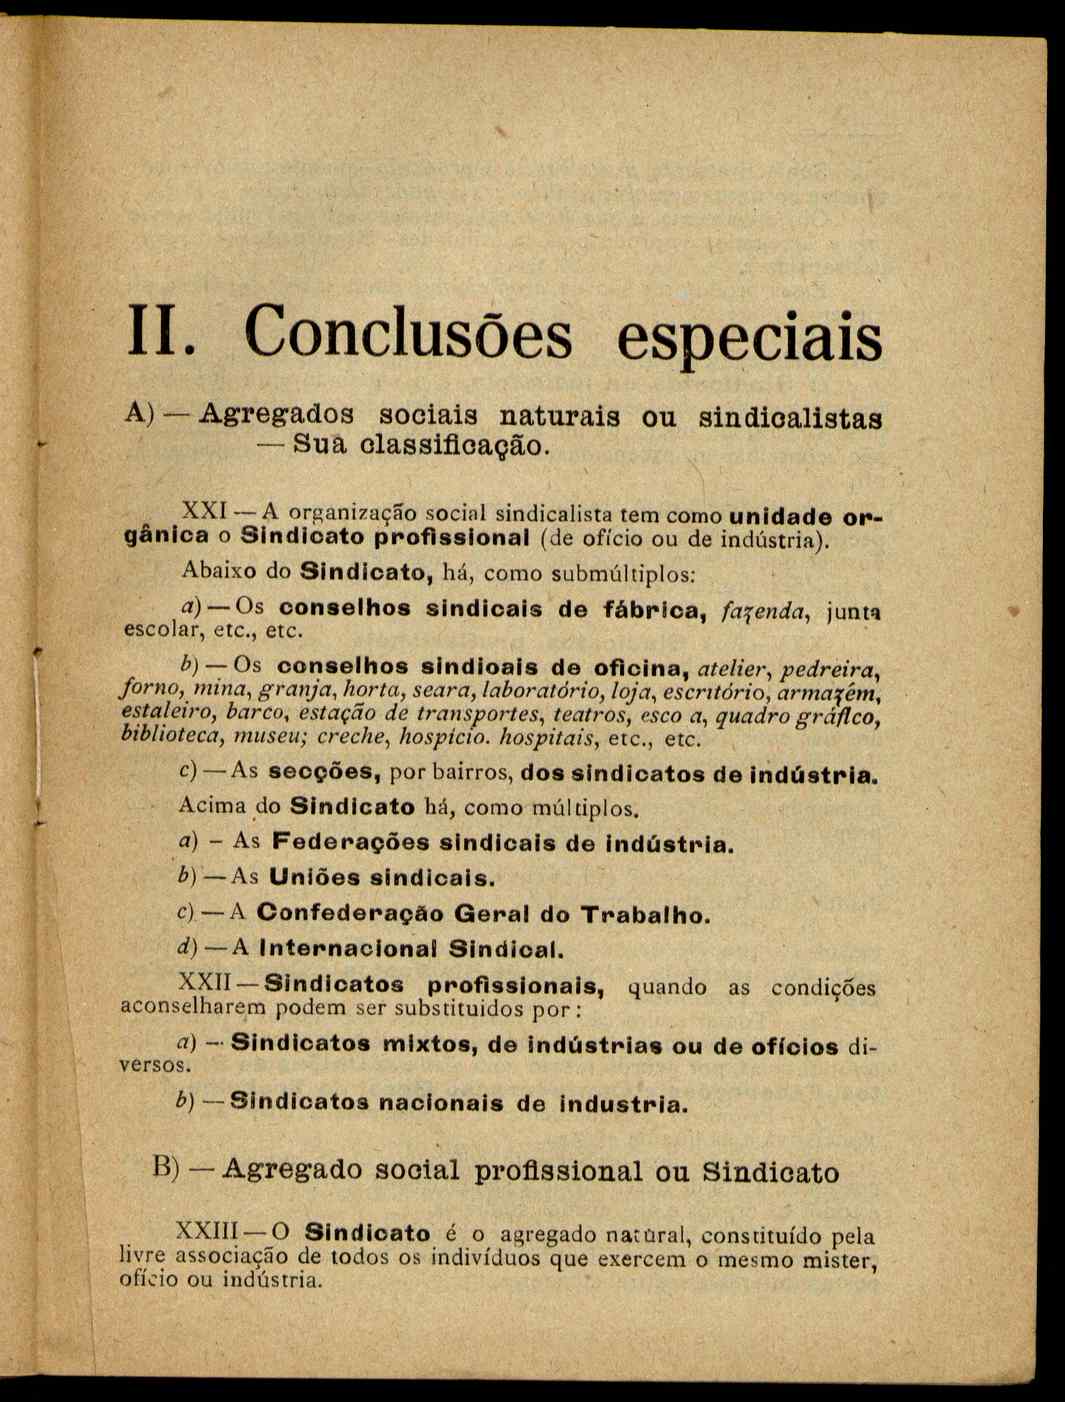 II. Conclusões especiais
A) — Agregados sociais naturais ou sindicalistas
— Sua classificação.
XXI — A organização social sindicalista tem como unidade or-
gânica o Sindicato profissional (de ofício ou de indústria).
Abaixo do Sindicato, há, como submúltiplos:
a) — Os conselhos sindicais de fábrica, fazenda, junta
escolar, etc., etc.
b) — Os conselhos sindicais de oficina, atelier, pedreira,
forno, mina, granja, horta, seara, laboratório, loja, escritório, armazém,
estaleiro, barco, estação de transportes, teatros, esco a, quadro gráfico,
biblioteca, museu; creche, hospício. hospitais, etc., etc.
c) — As secções, por bairros, dos sindicatos de indústria.
Acima do Sindicato há, como múltiplos.
a) – As Federações sindicais de indústria.
b) — As Uniões sindicais.
c) — A Confederação Geral do Trabalho.
d) — A Internacional Sindical.
XXII — Sindicatos profissionais, quando as condições
aconselharem podem ser substituidos por :
a) — Sindicatos mixtos, de indústrias ou de ofícios di-
versos.
b) — Sindicatos nacionais de industria.
B) — Agregado social profissional ou Sindicato
XXIII — O Sindicato é o agregado natural, constituído pela
livre associação de todos os indivíduos que exercem o mesmo mister,
ofício ou indústria.